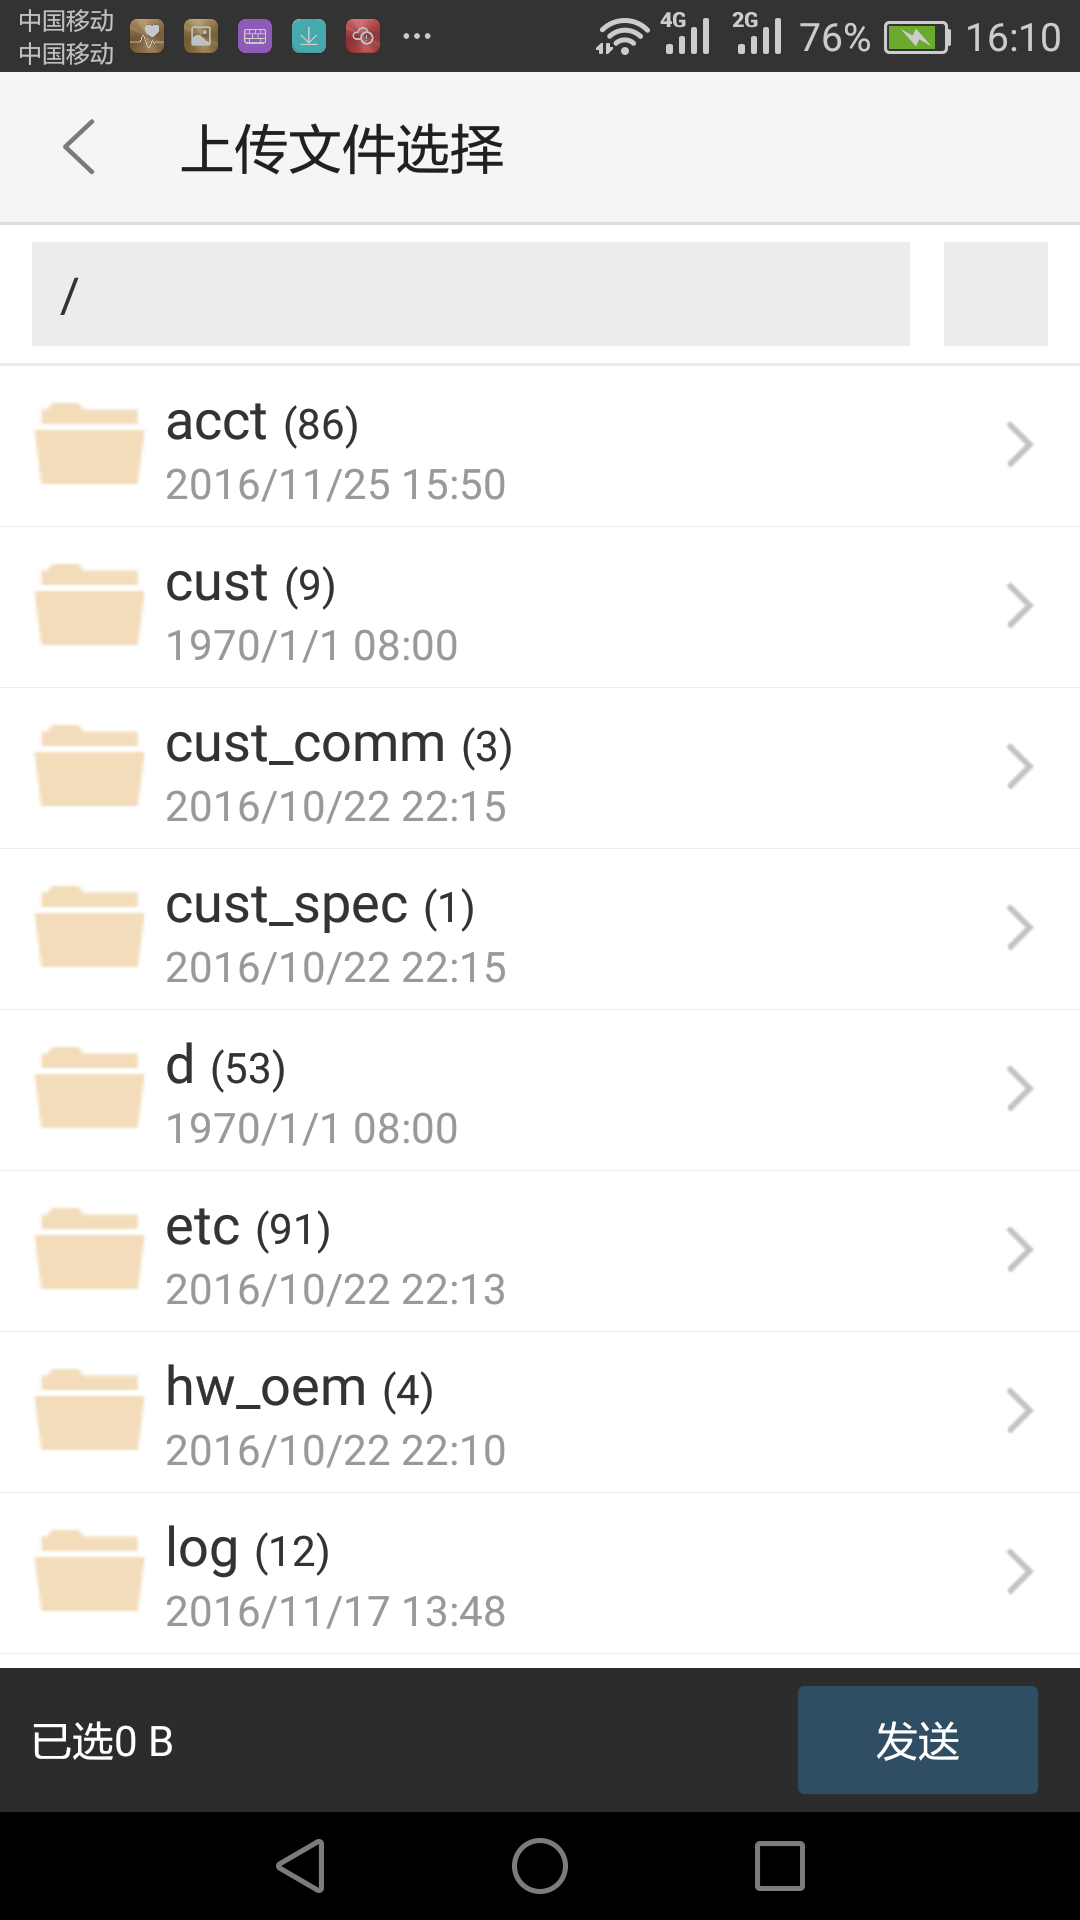 中国移动
中国移动
4G
2G
76%
16:10
上传文件选择
/
acct (86)
2016/11/25 15:50
cust (9)
1970/1/1 08:00
cust_comm (3)
2016/10/22 22:15
cust_spec (1)
2016/10/22 22:15
d (53)
1970/1/1 08:00
etc (91)
2016/10/22 22:13
hw_oem (4)
2016/10/22 22:10
log (12)
2016/11/17 13:48
已选0 B
发送